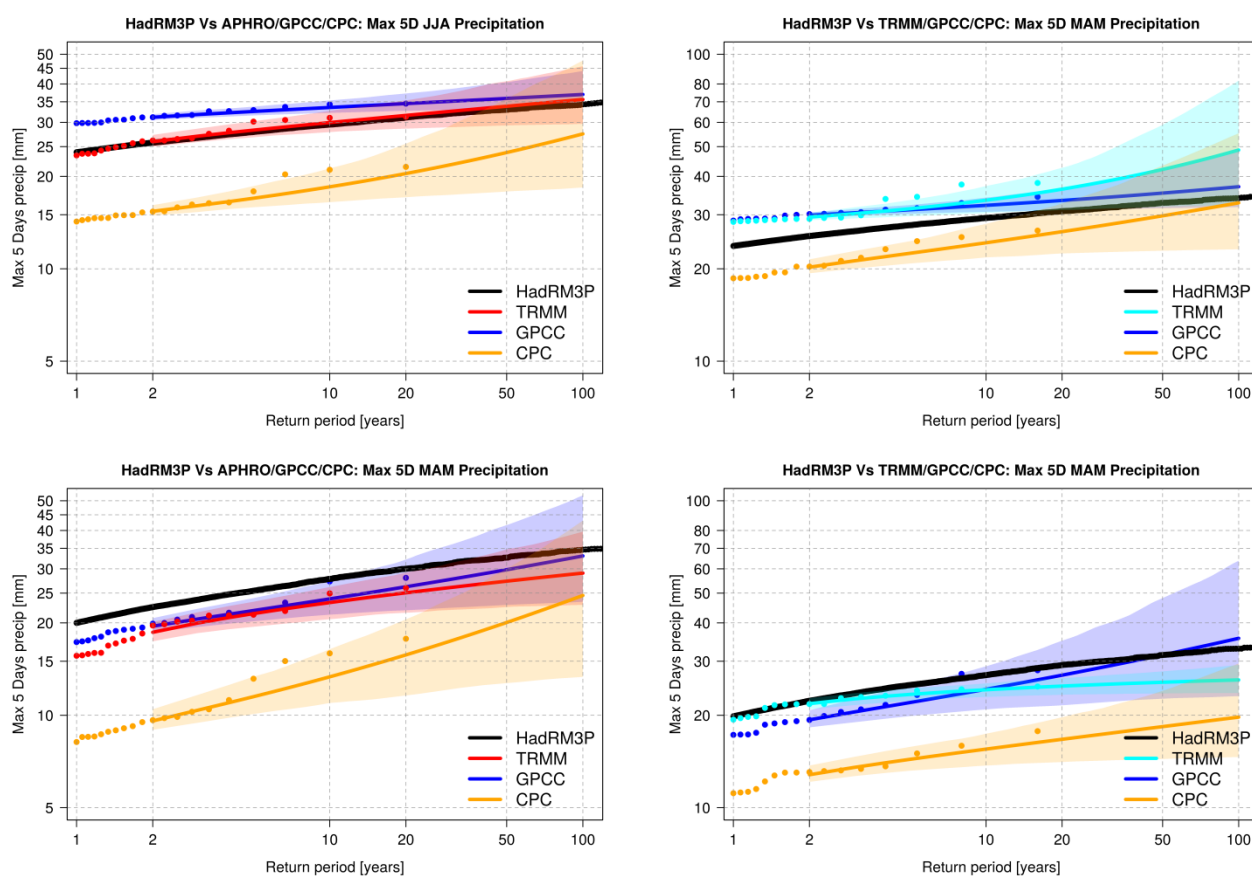 HadRM3P Vs APHRO/GPCC/CPC: Max 5D JJA Precipitation
Max 5 Days precip [mm]
50
45
40
35
30
25
20
15
10
5
HadRM3P
TRMM
GPCC
CPC
1 2 10 20 50 100
Return period [years]
HadRM3P Vs TRMM/GPCC/CPC: Max 5D MAM Precipitation
Max 5 Days precip [mm]
100
80
70
60
50
40
30
20
10
HadRM3P
TRMM
GPCC
CPC
1 2 10 20 50 100
Return period [years]
HadRM3P Vs APHRO/GPCC/CPC: Max 5D MAM Precipitation
Max 5 Days precip [mm]
50
45
40
35
30
25
20
15
10
5
HadRM3P
TRMM
GPCC
CPC
1 2 10 20 50 100
Return period [years]
HadRM3P Vs TRMM/GPCC/CPC: Max 5D MAM Precipitation
Max 5 Days precip [mm]
100
80
70
60
50
40
30
20
10
HadRM3P
TRMM
GPCC
CPC
1 2 10 20 50 100
Return period [years]